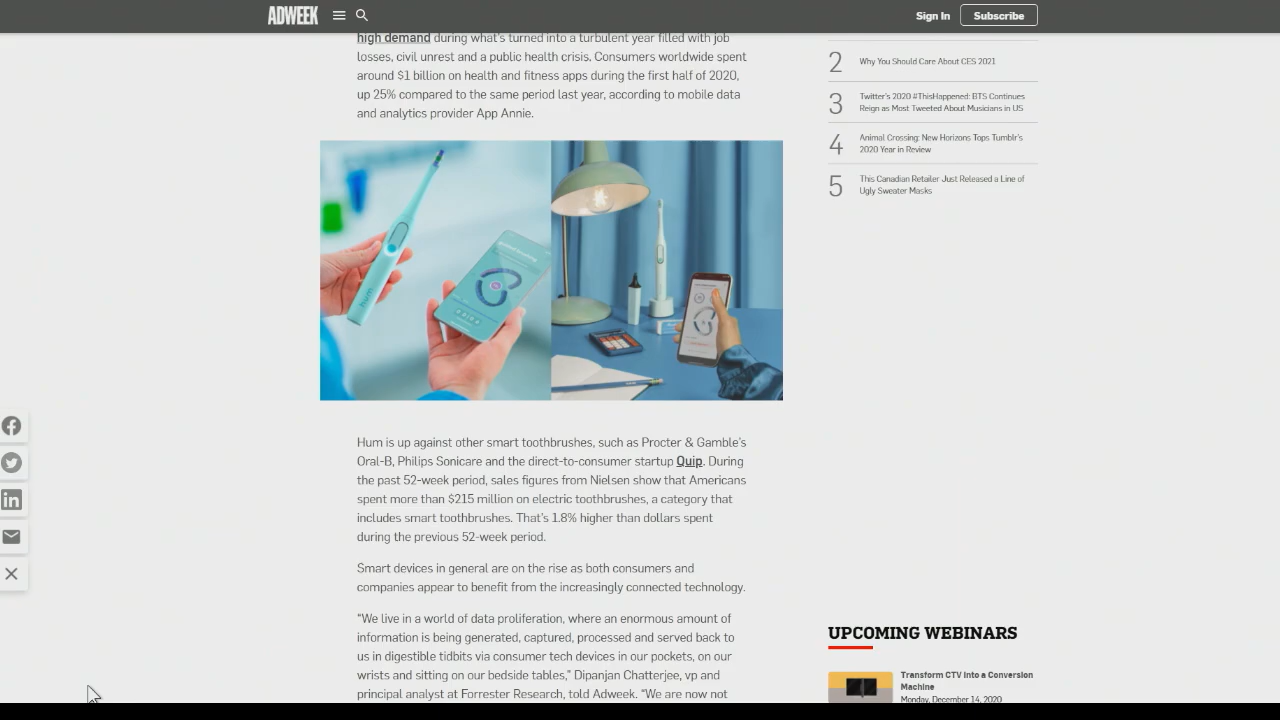 ADWEEK
Sign In
Subscribe
high demand during what's turned into a turbulent year filled with job
losses, civil unrest and a public health crisis. Consumers worldwide spent
around $1 billion on health and fitness apps during the first half of 2020,
up 25% compared to the same period last year, according to mobile data
and analytics provider App Annie.
hum
Hum is up against other smart toothbrushes, such as Procter & Gamble's
Oral-B, Philips Sonicare and the direct-to-consumer startup Quip. During
the past 52-week period, sales figures from Nielsen show that Americans
spent more than $215 million on electric toothbrushes, a category that
includes smart toothbrushes. That's 1.8% higher than dollars spent
during the previous 52-week period.
Smart devices in general are on the rise as both consumers and
companies appear to benefit from the increasingly connected technology.
“We live in a world of data proliferation, where an enormous amount of
information is being generated, captured, processed and served back to
us in digestible tidbits via consumer tech devices in our pockets, on our
wrists and sitting on our bedside tables,” Dipanjan Chatterjee, vp and
principal analyst at Forrester Research, told Adweek. “We are now not
2
Why You Should Care About CES 2021
3
Twitter's 2020 #ThisHappened: BTS Continues
Reign as Most Tweeted About Musicians in US
4
Animal Crossing: New Horizons Tops Tumblr's
2020 Year in Review
5
This Canadian Retailer Just Released a Line of
Ugly Sweater Masks
UPCOMING WEBINARS
Transform CTV Into a Conversion
Machine
Monday, December 14, 2020